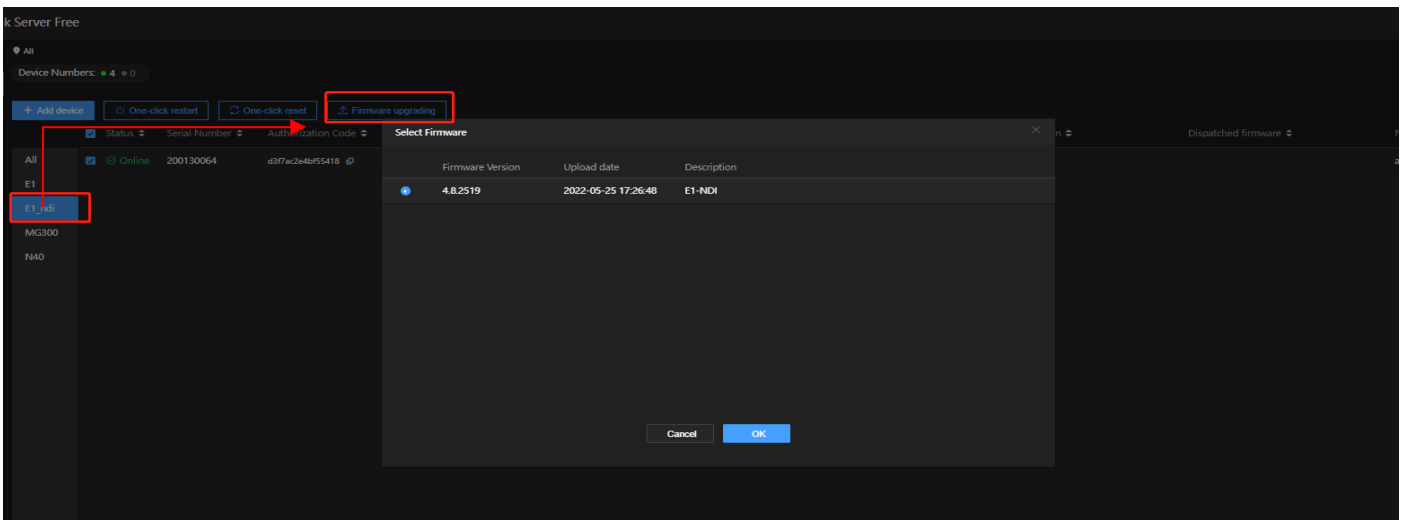 k Server Free
All
Device Numbers: 4 0
+ Add device One-click restart One-click reset Firmware upgrading
Status Serial Number Authorization Code Select Firmware n Dispatched firmware
Firmware Version Upload date Description
All Online 200130064 d3f7ac2e4bf55418
E1 4.8.2519 2022-05-25 17:26:48 E1-NDI
E1_ndi
MG300
N40
Cancel OK